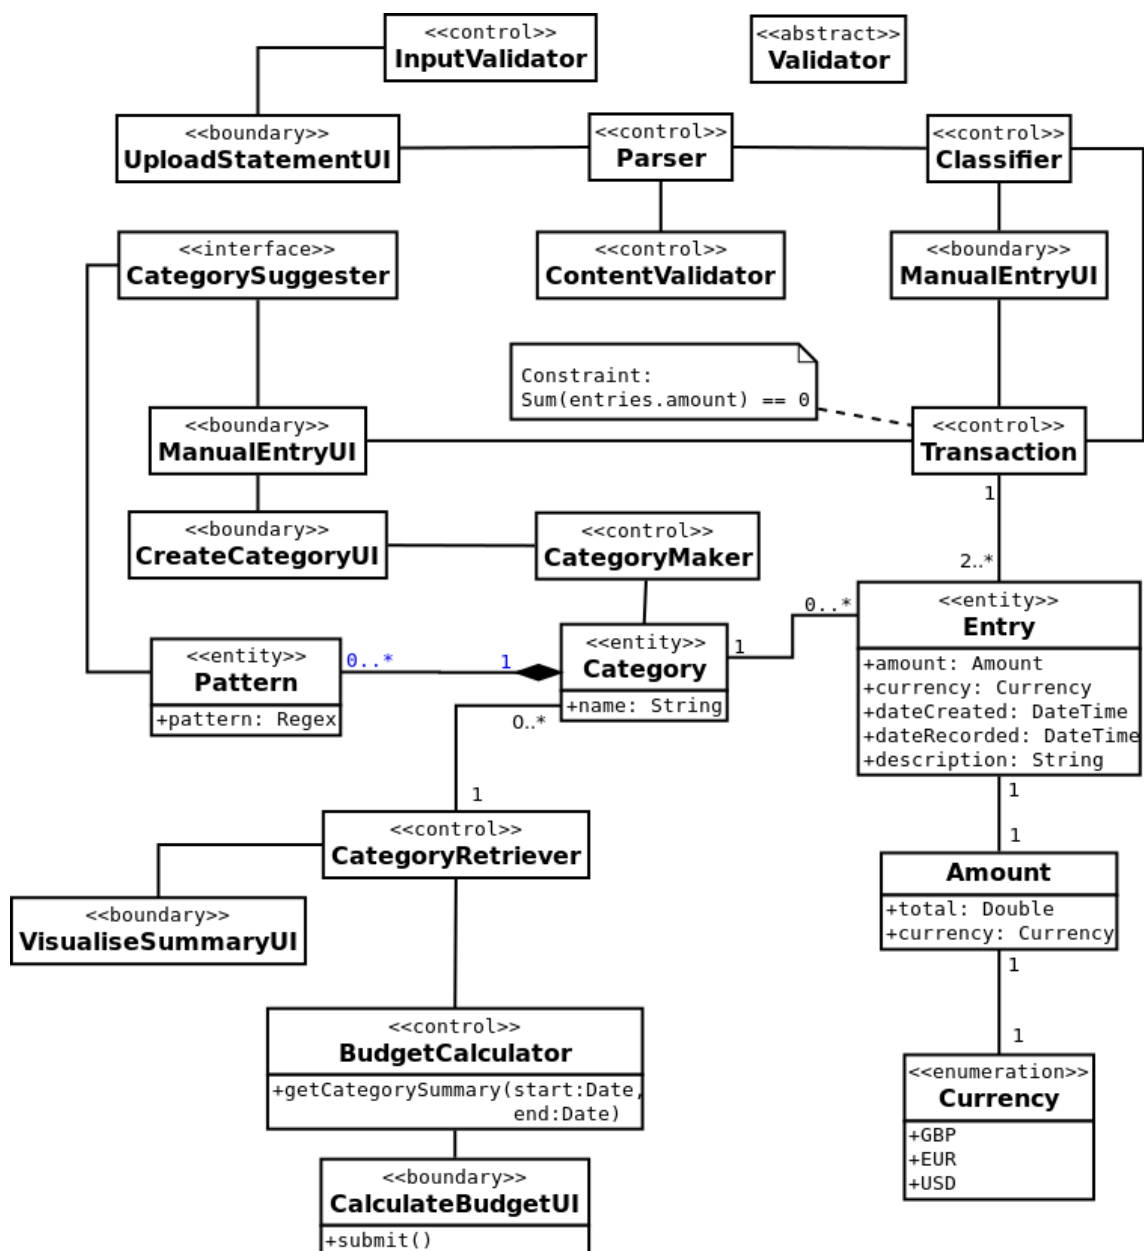 <<control>>
InputValidator
<<abstract>>
Validator
<<boundary>>
UploadStatementUI
<<control>>
Parser
<<control>>
Classifier
<<interface>>
CategorySuggester
<<control>>
ContentValidator
<<boundary>>
ManualEntryUI
Constraint:
Sum(entries.amount) == 0
<<boundary>>
ManualEntryUI
<<control>>
Transaction
1
2..*
<<boundary>>
CreateCategoryUI
<<control>>
CategoryMaker
<<entity>>
Pattern
+pattern: Regex
0..*
1
<<entity>>
Category
+name: String
1
0..*
<<entity>>
Entry
+amount: Amount
+currency: Currency
+dateCreated: DateTime
+dateRecorded: DateTime
+description: String
0..*
1
<<control>>
CategoryRetriever
1
1
Amount
+total: Double
+currency: Currency
<<boundary>>
VisualiseSummaryUI
1
1
<<control>>
BudgetCalculator
+getCategorySummary(start:Date,
end:Date)
<<enumeration>>
Currency
+GBP
+EUR
+USD
<<boundary>>
CalculateBudgetUI
+submit()